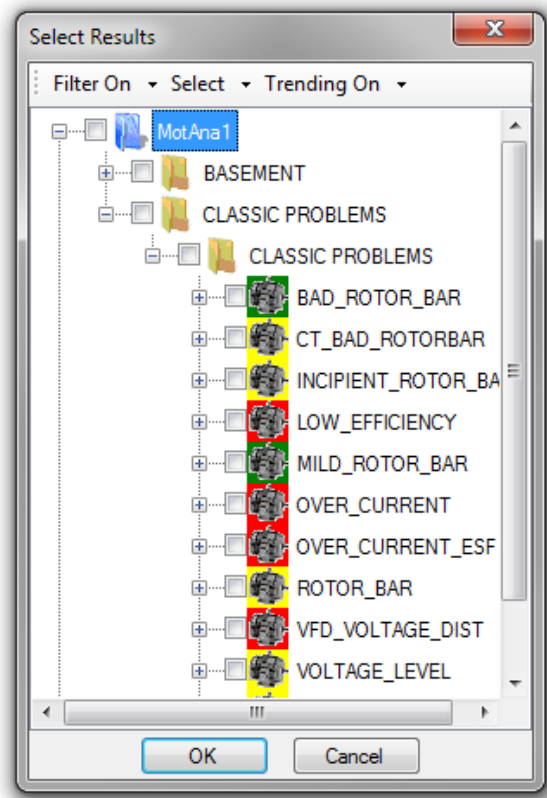 Select Results
Filter On Select Trending On
MotAna1
BASEMENT
CLASSIC PROBLEMS
CLASSIC PROBLEMS
BAD_ROTOR_BAR
CT_BAD_ROTORBAR
INCIPIENT_ROTOR_BA
LOW_EFFICIENCY
MILD_ROTOR_BAR
OVER_CURRENT
OVER_CURRENT_ESF
ROTOR_BAR
VFD_VOLTAGE_DIST
VOLTAGE_LEVEL
OK Cancel